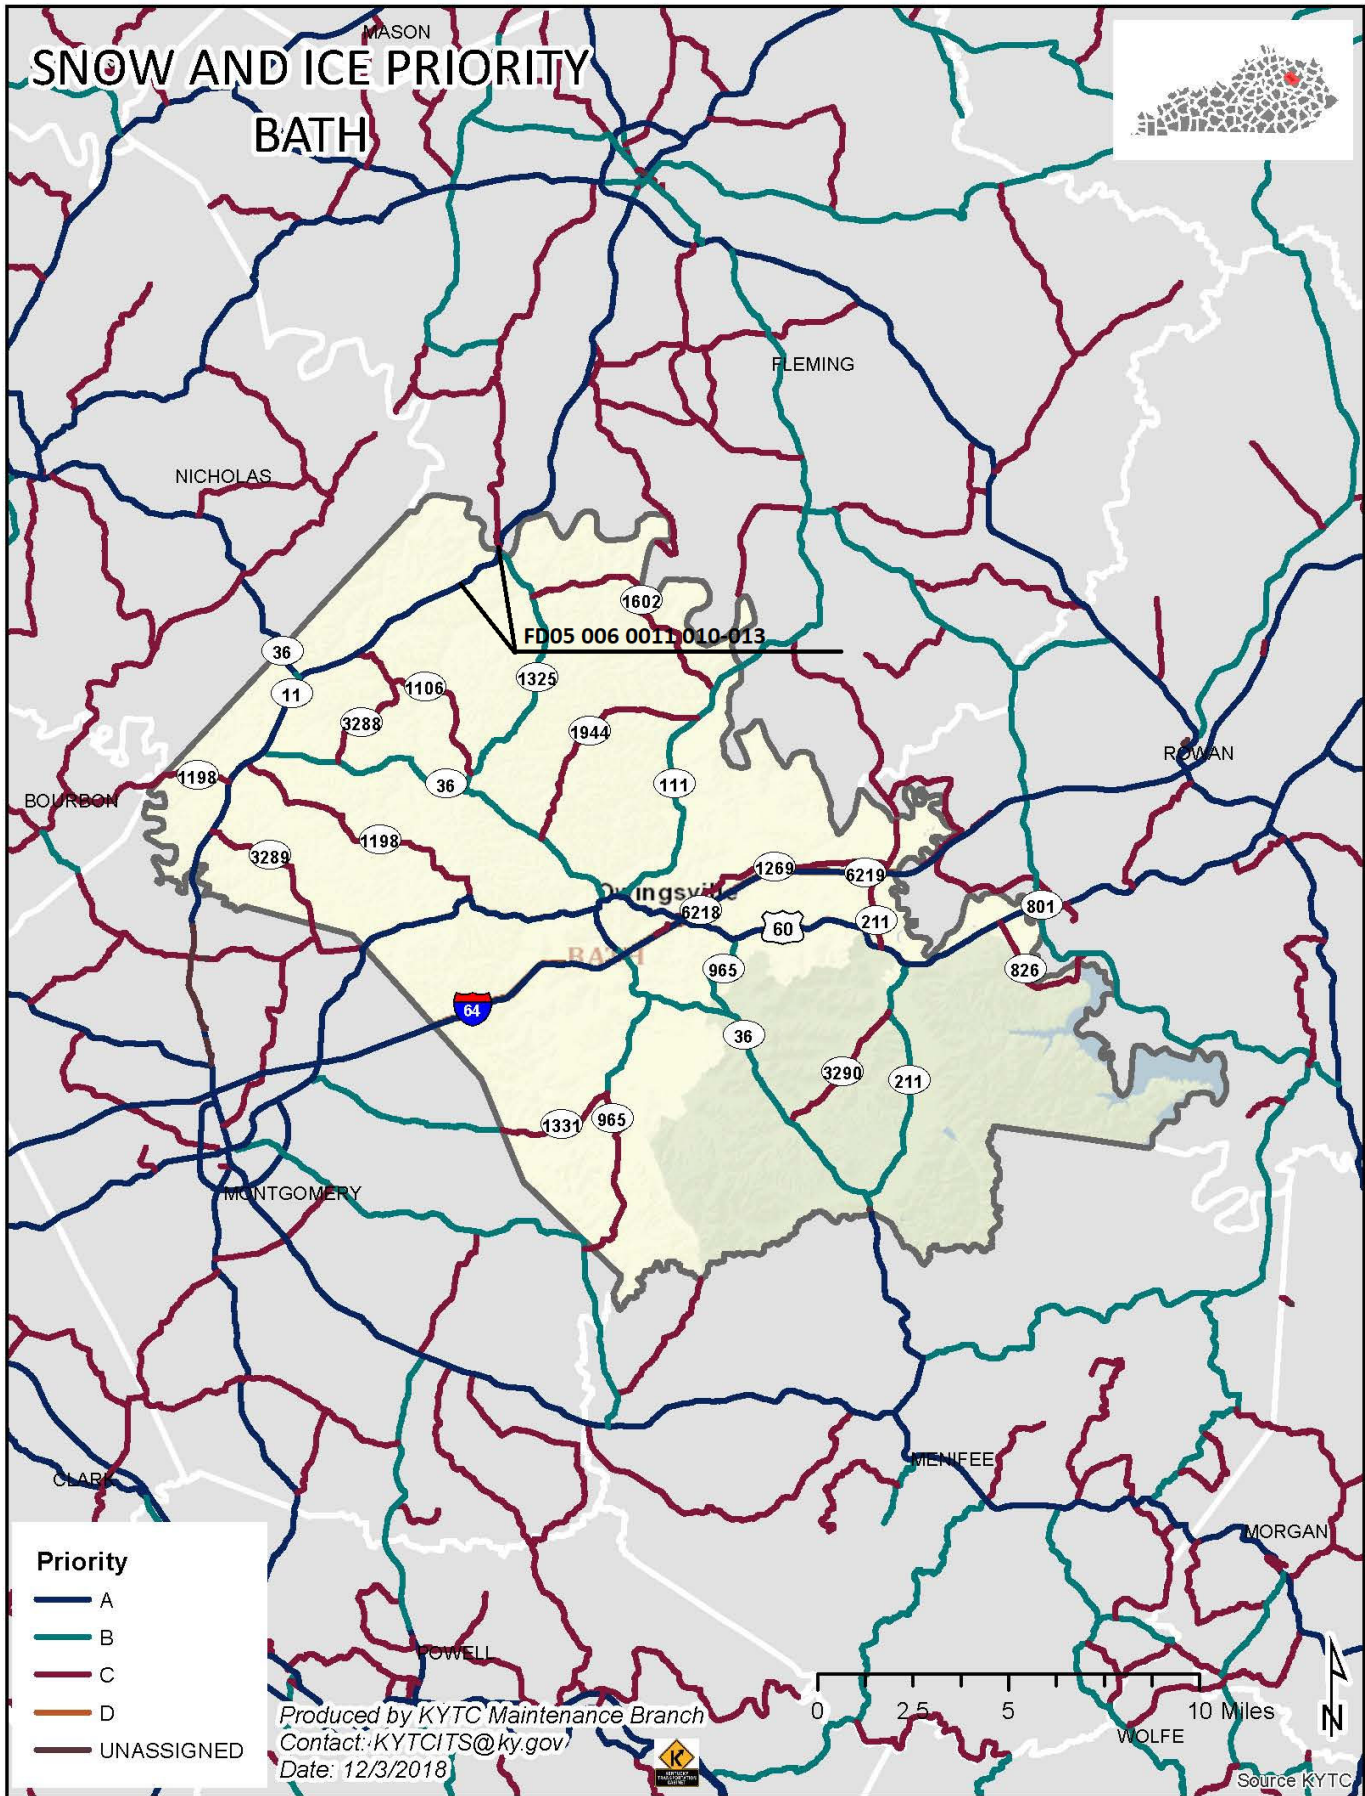 SNOW AND ICE PRIORITY
BATH
MASON
FLEMING
NICHOLAS
1602
FD05 006 0011 010-013
36
11
1106
1325
3288
1944
ROWAN
1198
36
111
BOURBON
1198
3289
1269
6219
Owingsville
6218
801
211
60
BATH
965
826
64
36
3290
211
1331
965
MONTGOMERY
MENIFEE
CLARK
MORGAN
Priority
A
B
C
D
UNASSIGNED
POWELL
0 2.5 5 10 Miles
N
WOLFE
Produced by KYTC Maintenance Branch
Contact: KYTCITS@ky.gov
Date: 12/3/2018
Source KYTC